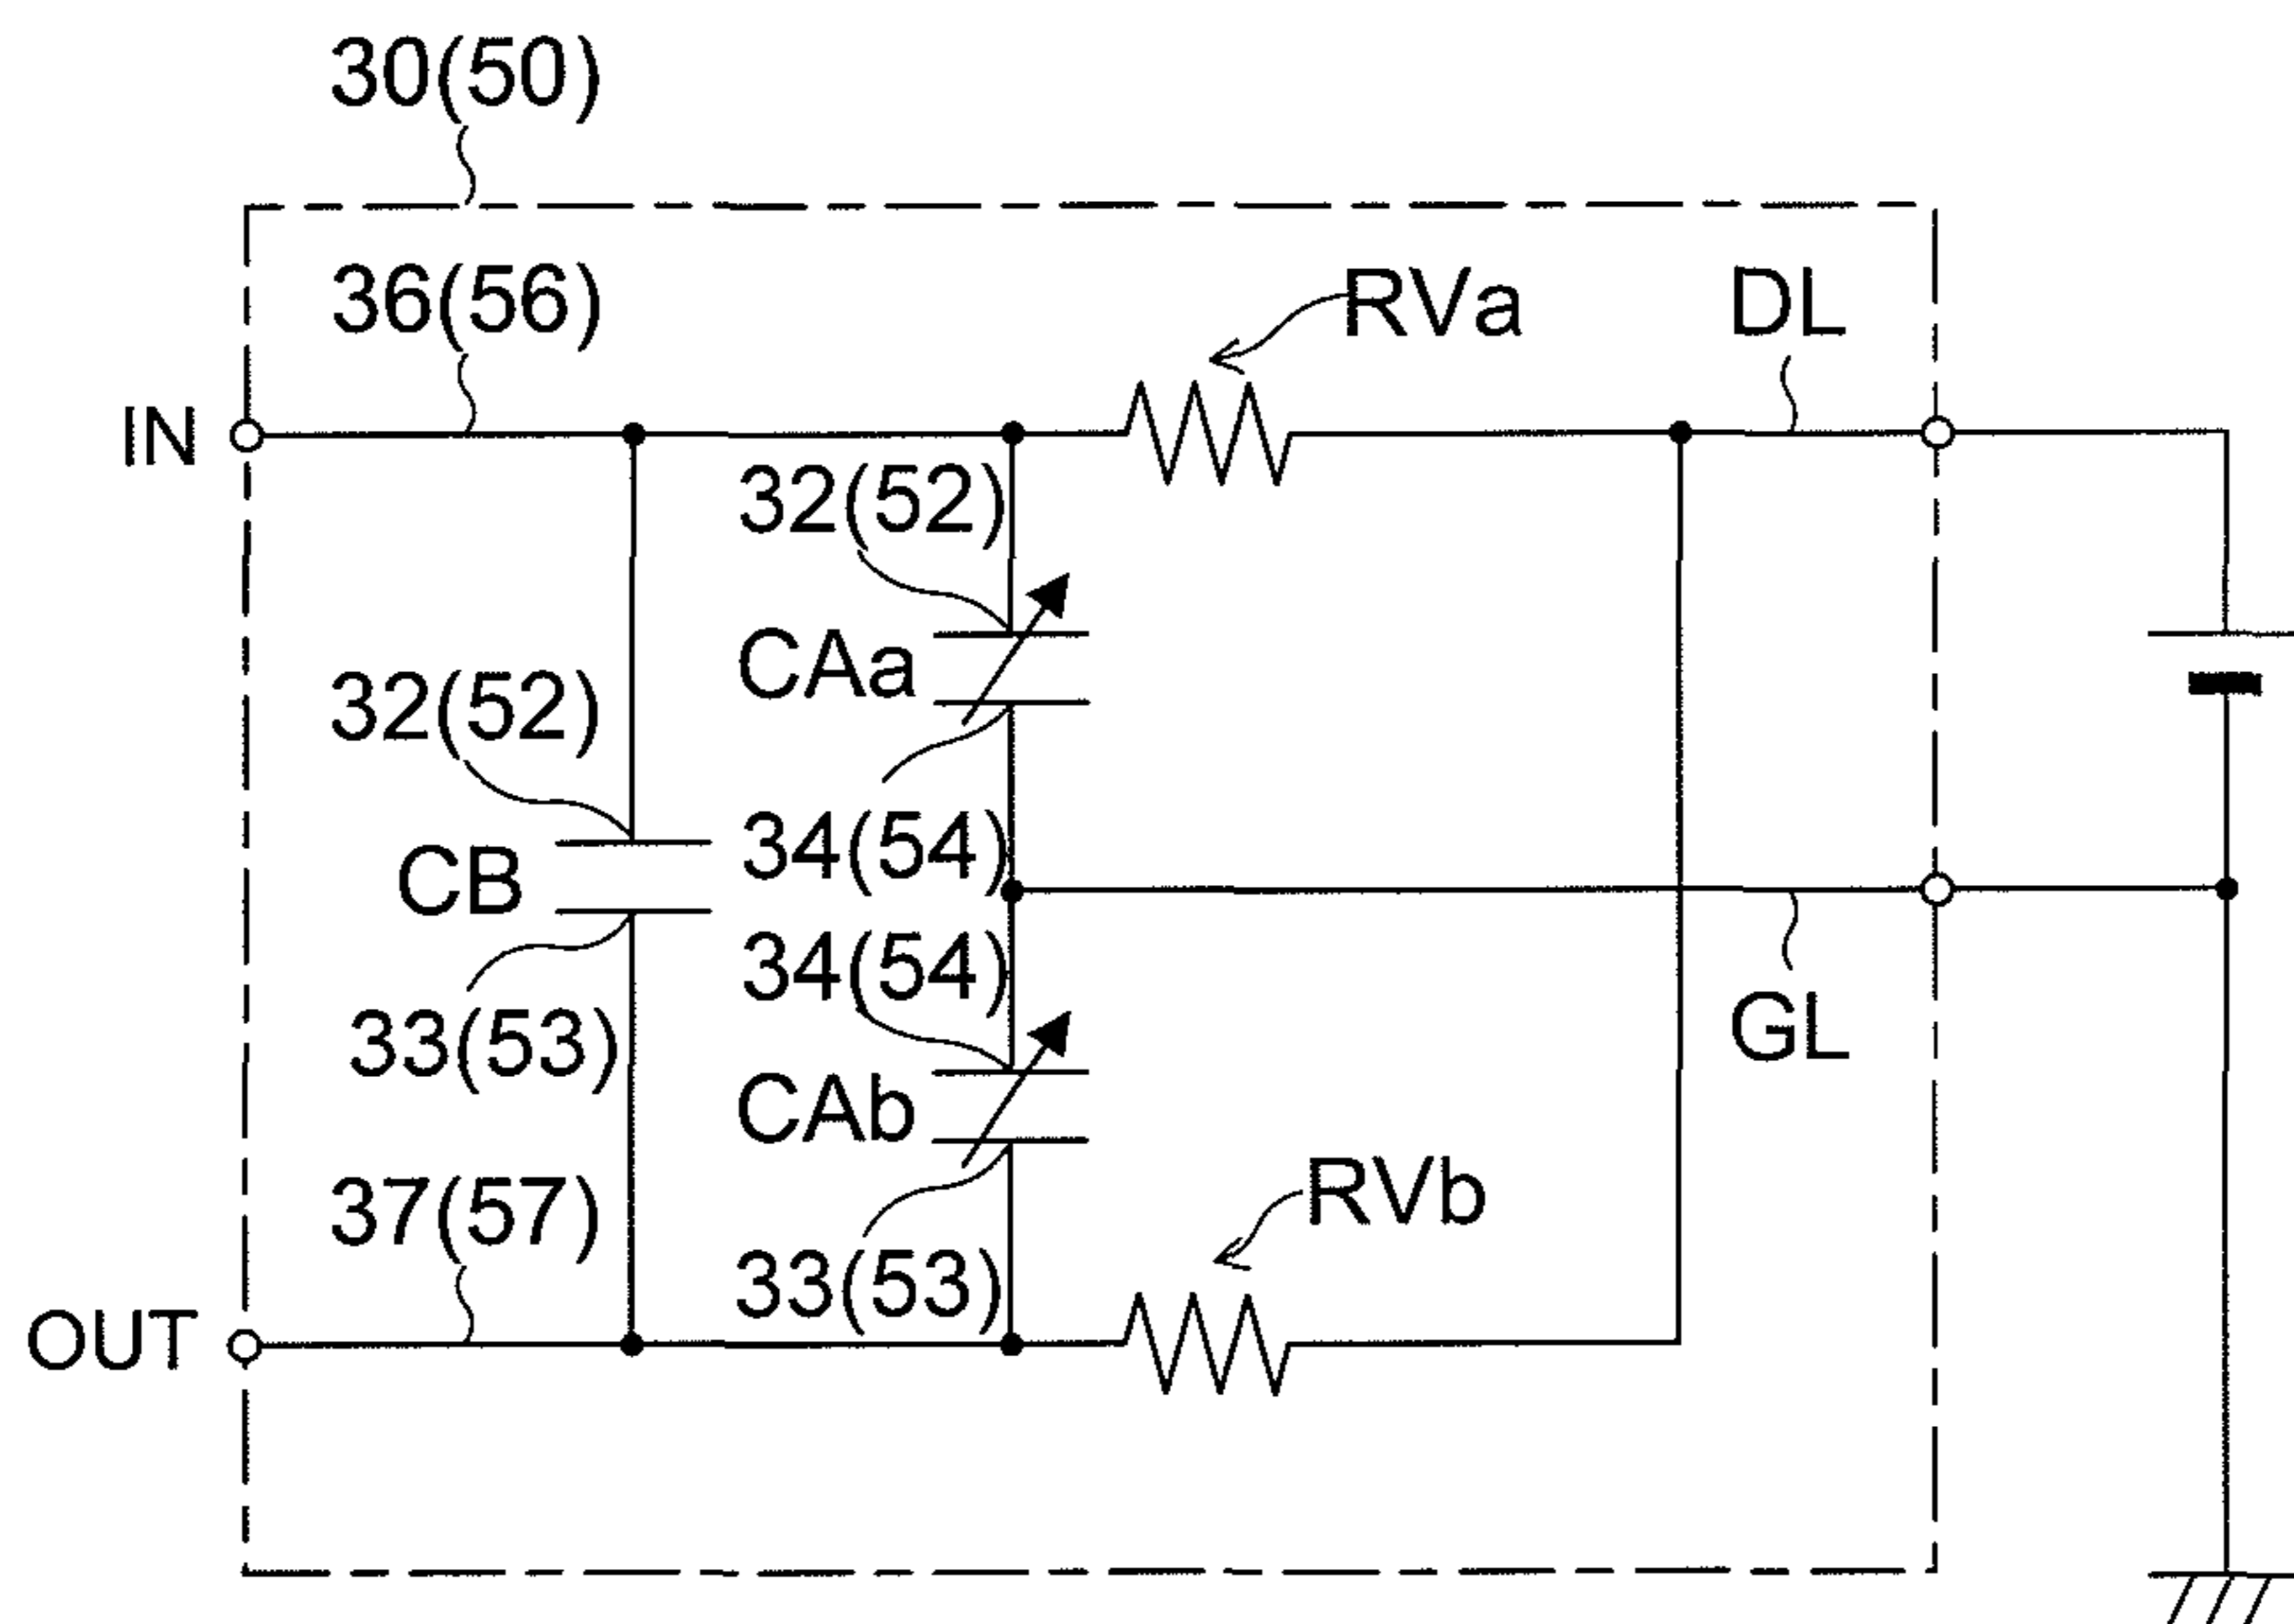 30(50)
36(56)
RVa
DL
IN
32(52)
CAa
32(52)
34(54)
CB
34(54)
33(53)
GL
CAb
37(57)
RVb
33(53)
OUT